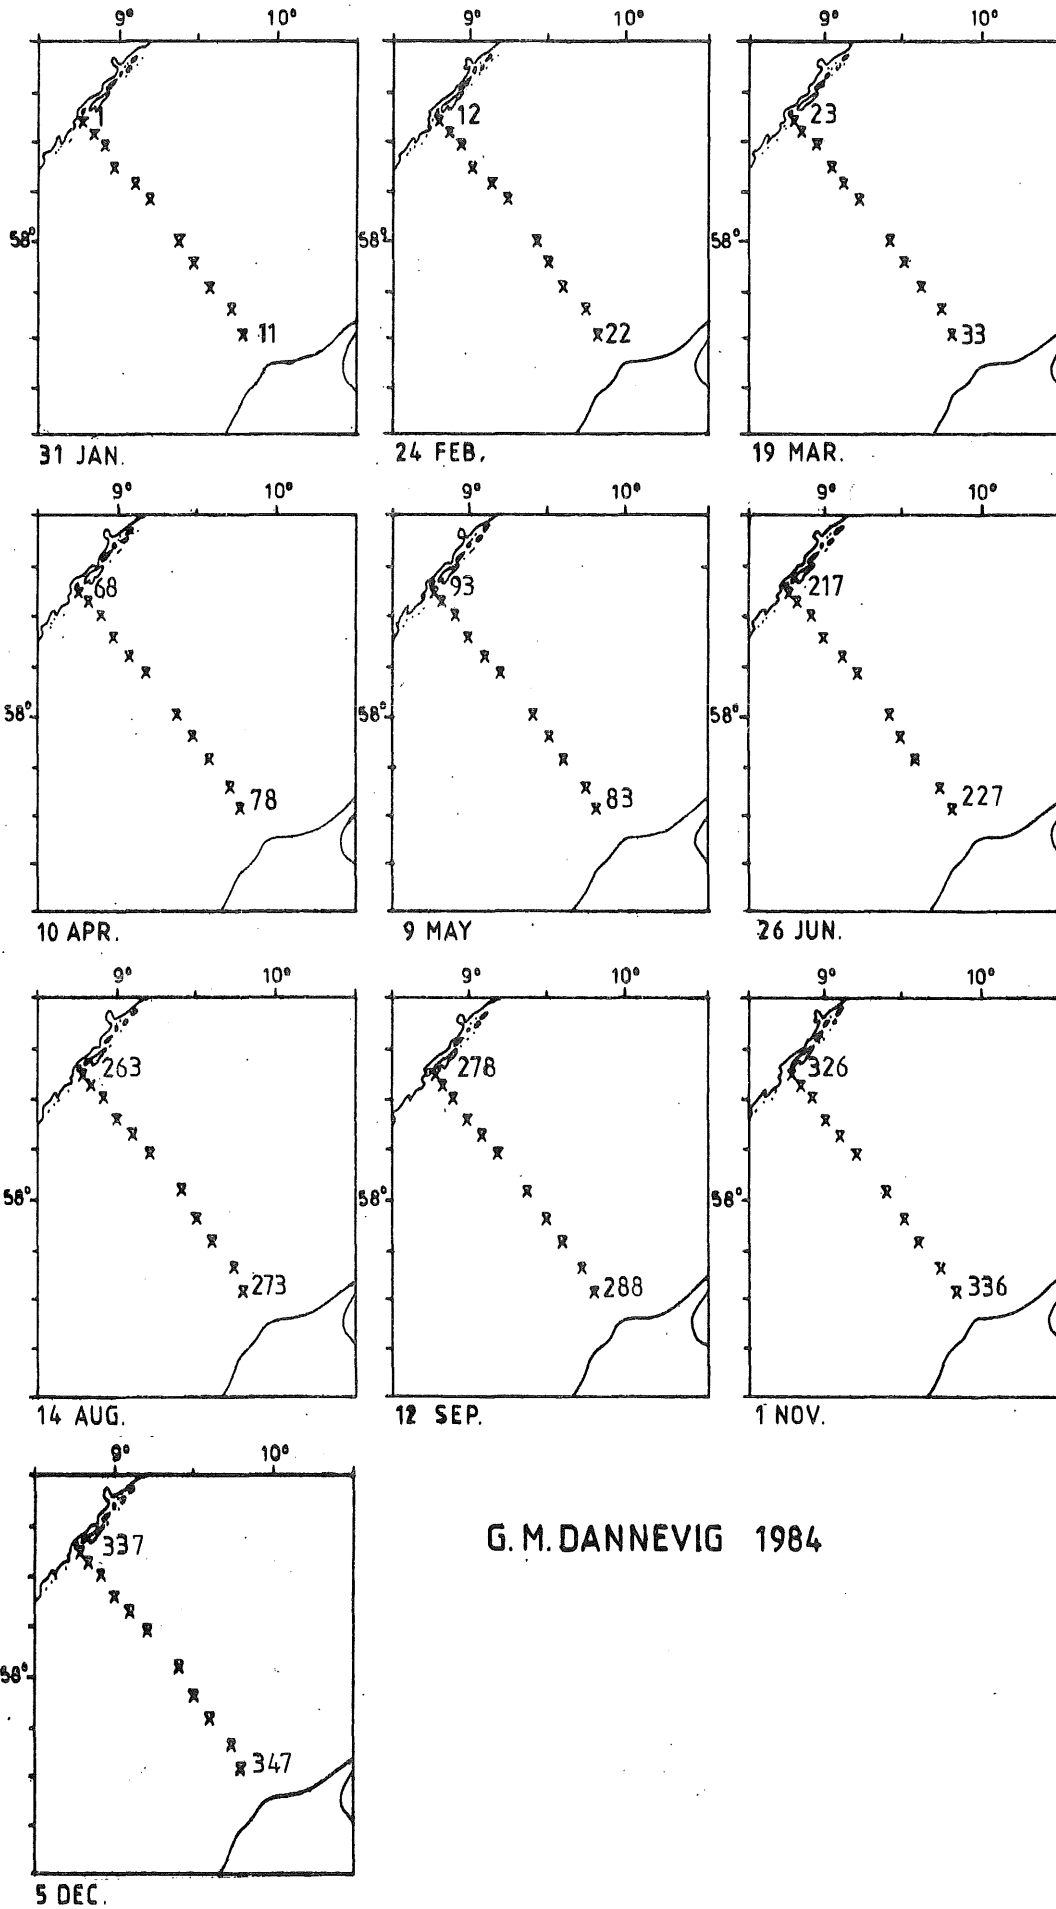 9° 10° 9° 10° 9° 10°
1 12 23
58° 58° 58°
11 22 33
31 JAN. 24 FEB. 19 MAR.
9° 10° 9° 10° 9° 10°
68 93 217
58° 58° 58°
78 83 227
10 APR. 9 MAY 26 JUN.
9° 10° 9° 10° 9° 10°
263 278 326
58° 58°
273 288 336
14 AUG. 12 SEP. 1 NOV.
9° 10°
337
G. M. DANNEVIG 1984
58°
347
5 DEC.